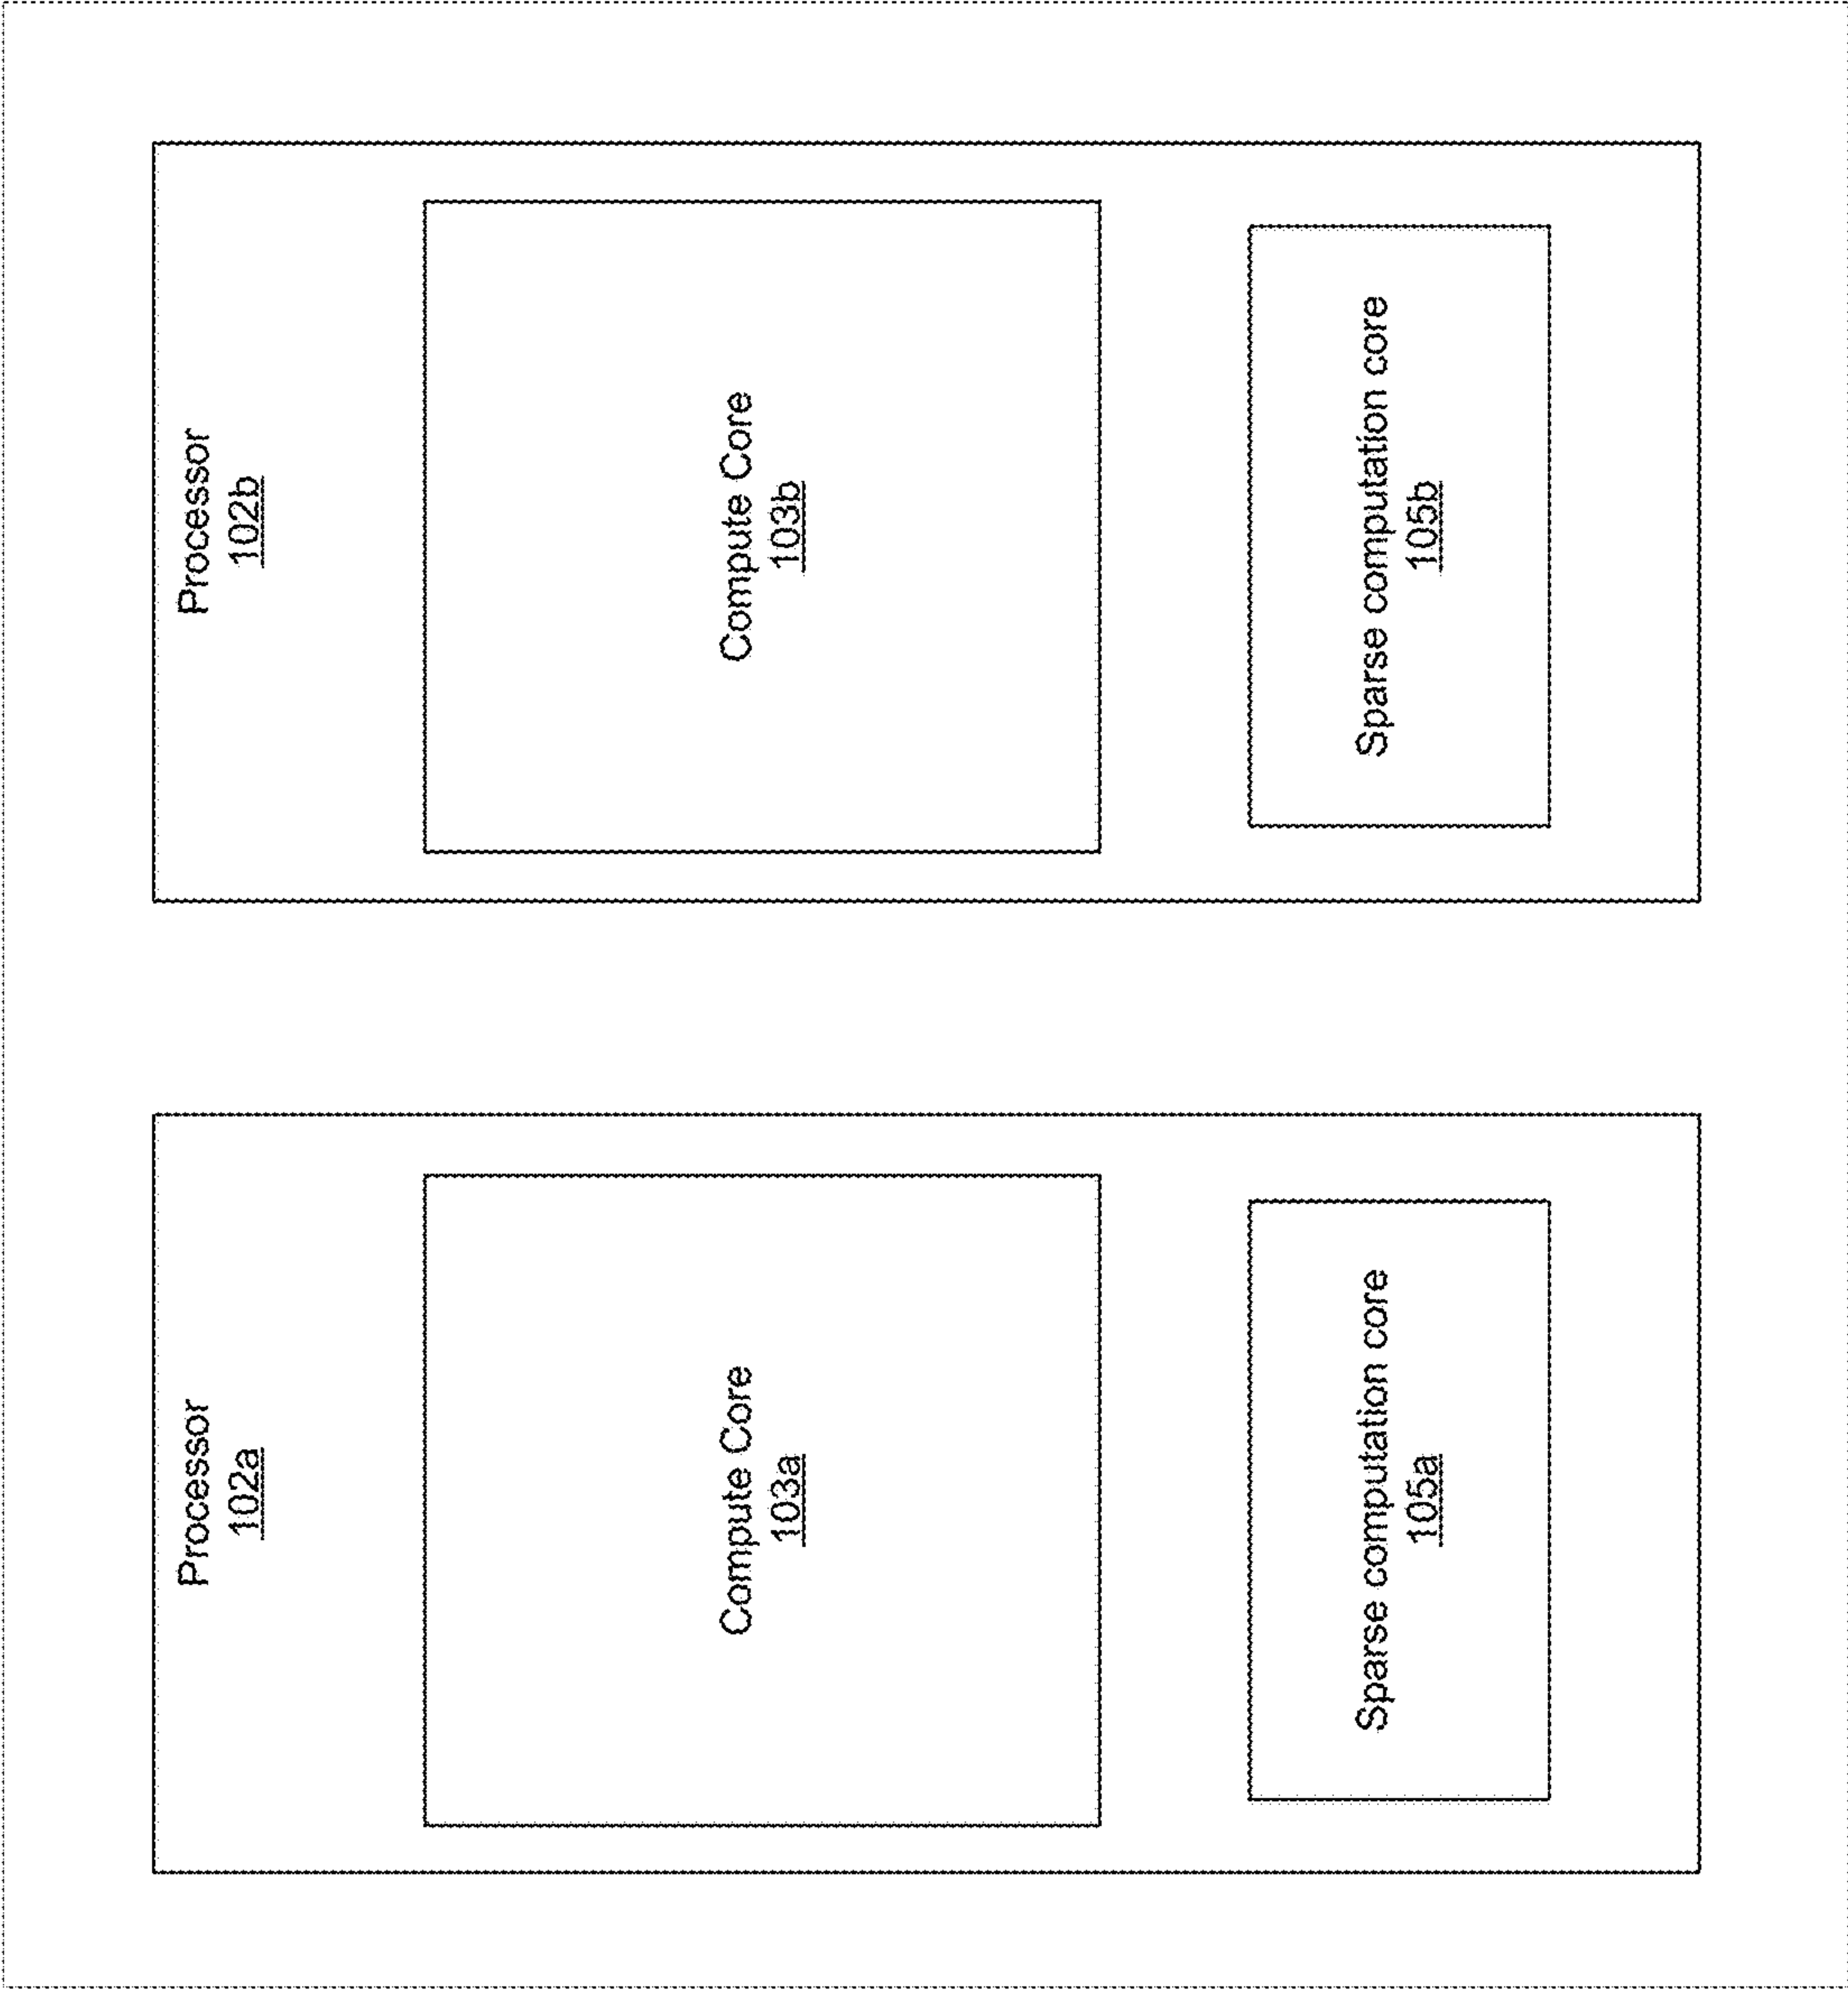 Processor
102a
Compute Core
103a
Sparse computation core
105a
Processor
102b
Compute Core
103b
Sparse computation core
105b